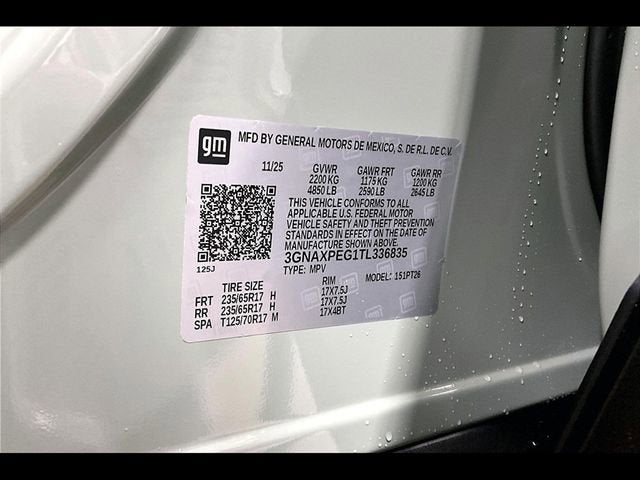 gm
MFD BY GENERAL MOTORS DE MEXICO, S. DE R.L. DE C.V.
11/25 GVWR GAWR FRT GAWR RR
2200 KG 1175 KG 1200 KG
4850 LB 2590 LB 2645 LB
THIS VEHICLE CONFORMS TO ALL
APPLICABLE U.S. FEDERAL MOTOR
VEHICLE SAFETY AND THEFT PREVENTION
STANDARDS IN EFFECT ON THE DATE OF
MANUFACTURE SHOWN ABOVE.
3GNAXPEG1TL336835
125J
TYPE: MPV MODEL: 151PT26
TIRE SIZE RIM
FRT 235/65R17 H 17X7.5J
RR 235/65R17 H 17X7.5J
SPA T125/70R17 M 17X4BT